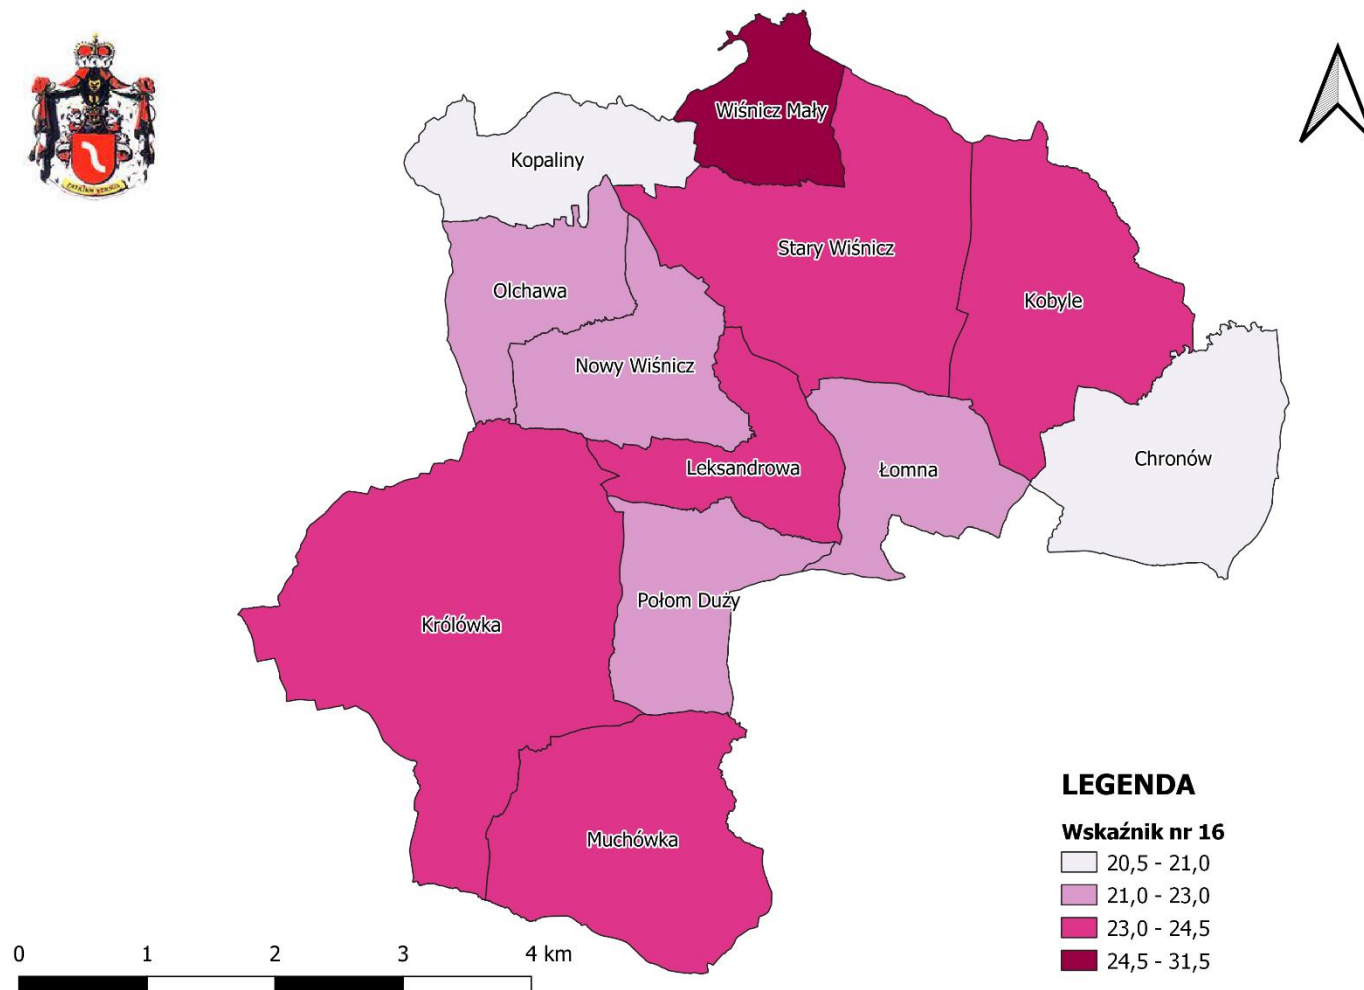 Wiśnicz Mały
Kopaliny
Stary Wiśnicz
Olchawa
Kobyle
Nowy Wiśnicz
Chronów
Leksandrowa
Łomna
Połom Duży
Królówka
Muchówka
LEGENDA
Wskaźnik nr 16
20,5 - 21,0
21,0 - 23,0
23,0 - 24,5
24,5 - 31,5
0 1 2 3 4 km